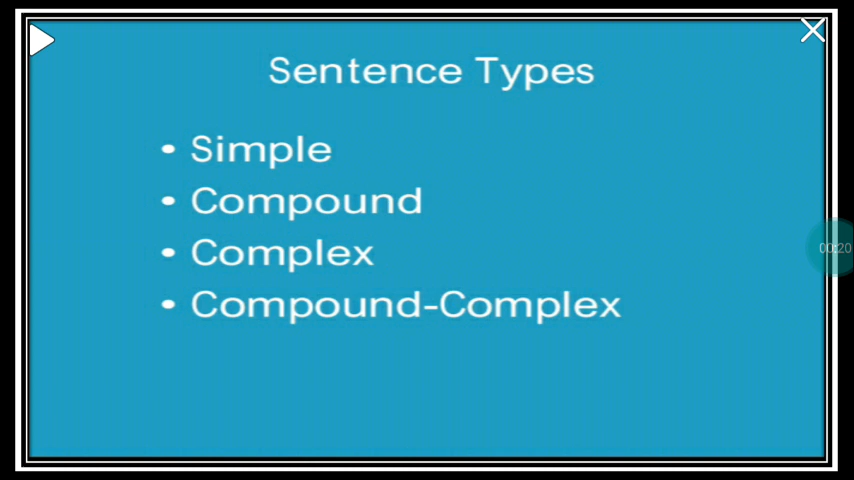 Sentence Types
• Simple
• Compound
• Complex
• Compound-Complex
00:20